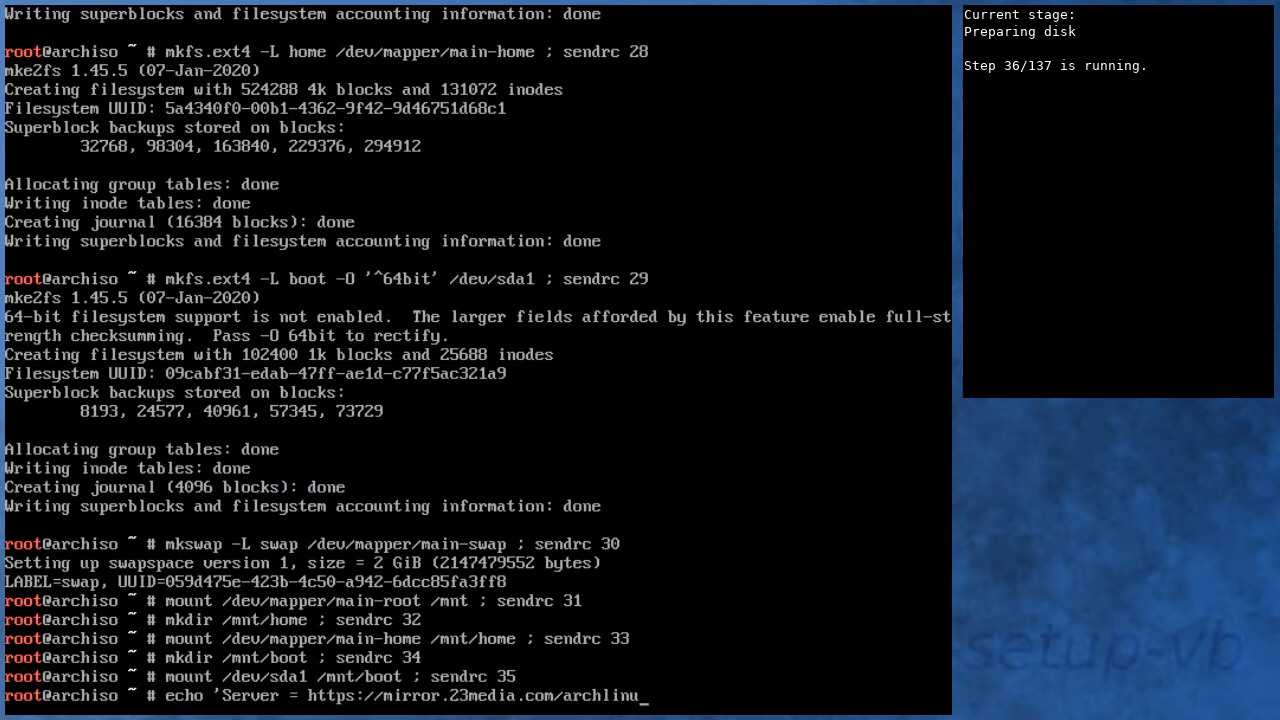 Writing superblocks and filesystem accounting information: done
root@archiso ~ # mkfs.ext4 -L home /dev/mapper/main-home ; sendrc 28
mke2fs 1.45.5 (07-Jan-2020)
Creating filesystem with 524288 4k blocks and 131072 inodes
Filesystem UUID: 5a4340f0-00b1-4362-9f42-9d46751d68c1
Superblock backups stored on blocks:
        32768, 98304, 163840, 229376, 294912
Allocating group tables: done
Writing inode tables: done
Creating journal (16384 blocks): done
Writing superblocks and filesystem accounting information: done
root@archiso ~ # mkfs.ext4 -L boot -O '^64bit' /dev/sda1 ; sendrc 29
mke2fs 1.45.5 (07-Jan-2020)
64-bit filesystem support is not enabled.  The larger fields afforded by this feature enable full-st
rength checksumming.  Pass -O 64bit to rectify.
Creating filesystem with 102400 1k blocks and 25688 inodes
Filesystem UUID: 09cabf31-edab-47ff-ae1d-c77f5ac321a9
Superblock backups stored on blocks:
        8193, 24577, 40961, 57345, 73729
Allocating group tables: done
Writing inode tables: done
Creating journal (4096 blocks): done
Writing superblocks and filesystem accounting information: done
root@archiso ~ # mkswap -L swap /dev/mapper/main-swap ; sendrc 30
Setting up swapspace version 1, size = 2 GiB (2147479552 bytes)
LABEL=swap, UUID=059d475e-423b-4c50-a942-6dcc85fa3ff8
root@archiso ~ # mount /dev/mapper/main-root /mnt ; sendrc 31
root@archiso ~ # mkdir /mnt/home ; sendrc 32
root@archiso ~ # mount /dev/mapper/main-home /mnt/home ; sendrc 33
root@archiso ~ # mkdir /mnt/boot ; sendrc 34
root@archiso ~ # mount /dev/sda1 /mnt/boot ; sendrc 35
root@archiso ~ # echo 'Server = https://mirror.23media.com/archlinu_
Current stage:
Preparing disk
Step 36/137 is running.
setup-vb